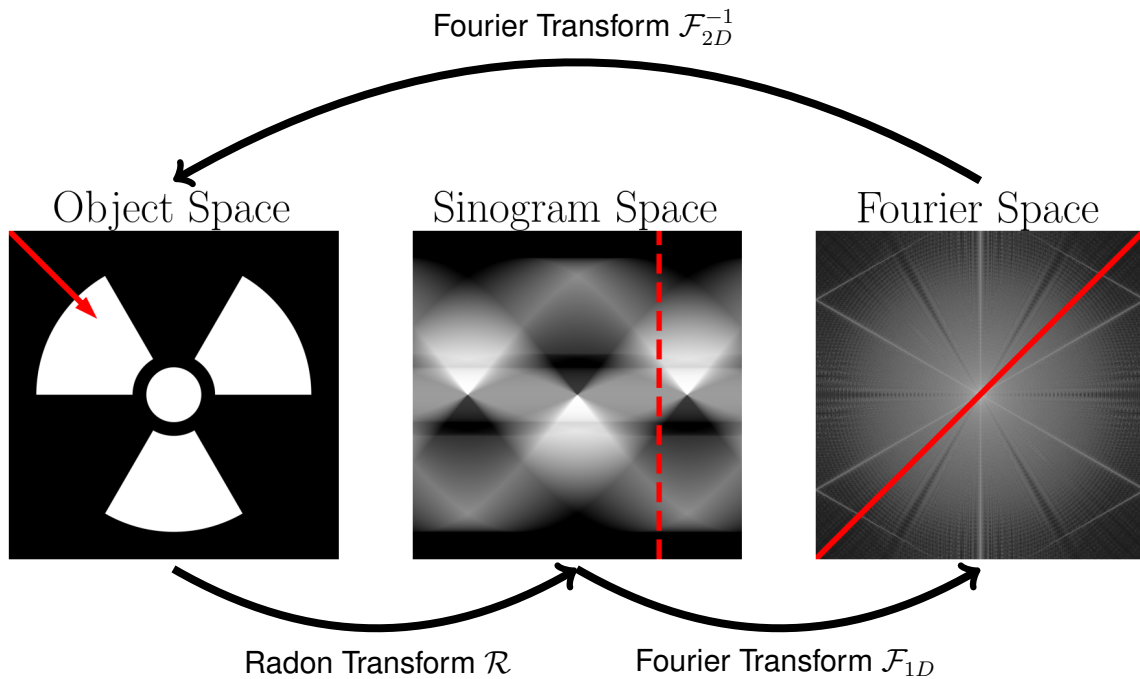 Fourier Transform $\mathcal{F}_{2D}^{-1}$
Object Space
Sinogram Space
Fourier Space
Radon Transform $\mathcal{R}$
Fourier Transform $\mathcal{F}_{1D}$